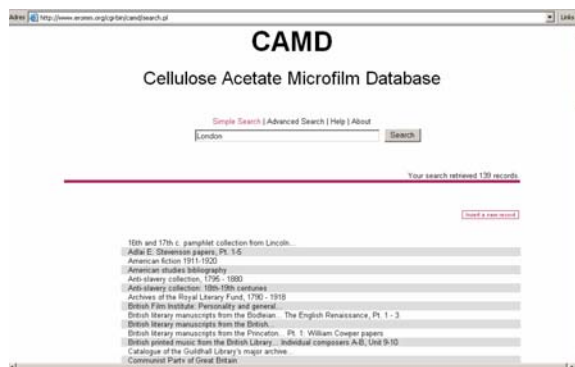 Adres http://www.eromm.org/cgi-bin/camd/search.pl Links
CAMD
Cellulose Acetate Microfilm Database
Simple Search | Advanced Search | Help | About
London Search
Your search retrieved 139 records.
Insert a new record
16th and 17th c. pamphlet collection from Lincoln...
Adlai E. Stevenson papers, Pt. 1-5
American fiction 1911-1920
American studies bibliography
Anti-slavery collection, 1795 - 1880
Anti-slavery collection: 18th-19th centuries
Archives of the Royal Literary Fund, 1790 - 1918
British Film Institute: Personality and general...
British literary manuscripts from the Bodleian... The English Renaissance, Pt. 1 - 3.
British literary manuscripts from the British...
British literary manuscripts from the Princeton... Pt. 1: William Cowper papers
British printed music from the British Library... Individual composers A-B, Unit 9-10
Catalogue of the Guildhall Library's major archive...
Communist Party of Great Britain